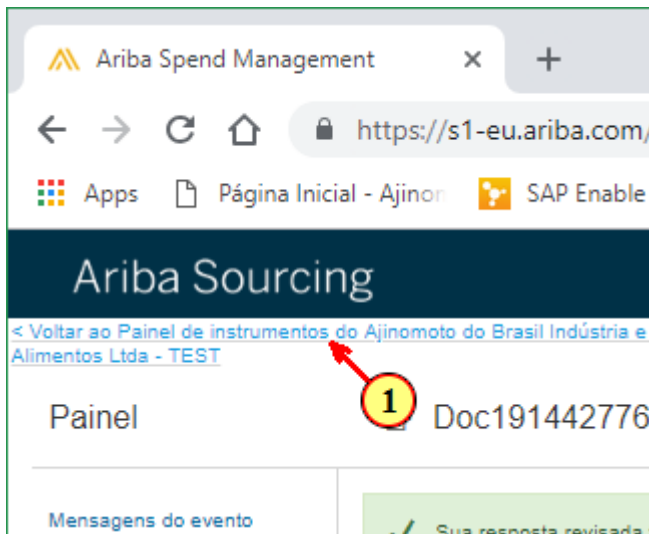 Ariba Spend Management
https://s1-eu.ariba.com/
Apps Página Inicial - Ajinon SAP Enable
Ariba Sourcing
< Voltar ao Painel de instrumentos do Ajinomoto do Brasil Indústria e
Alimentos Ltda - TEST
1
Painel Doc191442776
Mensagens do evento Sua resposta revisada